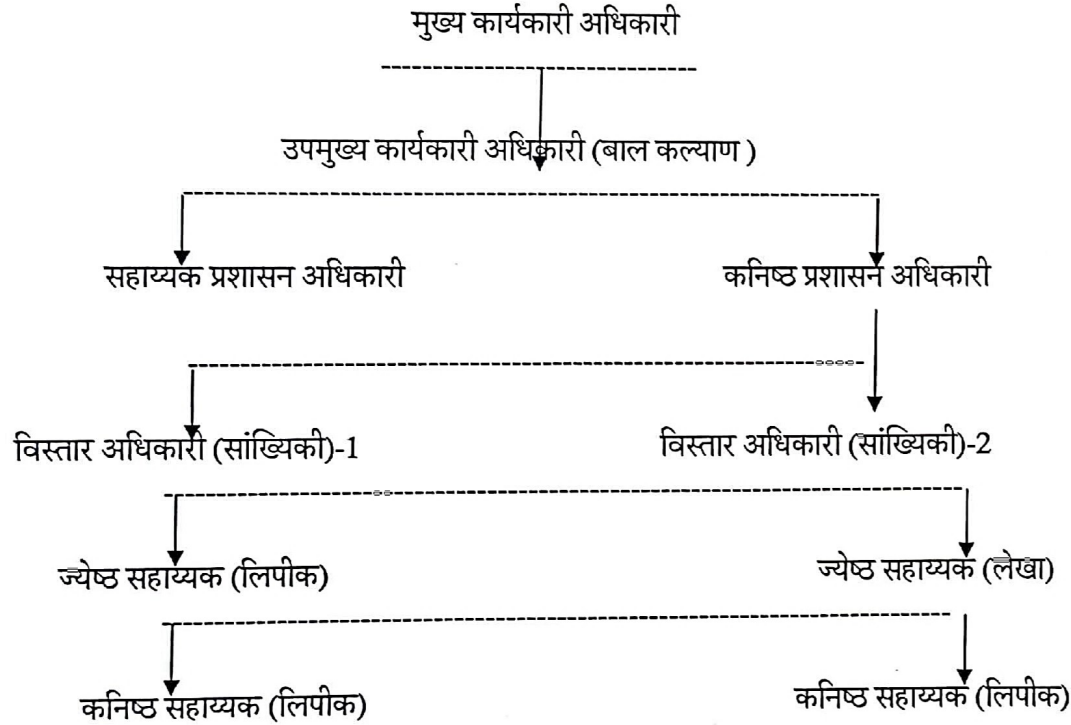 मुख्य कार्यकारी अधिकारी
उपमुख्य कार्यकारी अधिकारी (बाल कल्याण )
सहाय्यक प्रशासन अधिकारी कनिष्ठ प्रशासन अधिकारी
विस्तार अधिकारी (सांख्यिकी)-1 विस्तार अधिकारी (सांख्यिकी)-2
ज्येष्ठ सहाय्यक (लिपीक) ज्येष्ठ सहाय्यक (लेखा)
कनिष्ठ सहाय्यक (लिपीक) कनिष्ठ सहाय्यक (लिपीक)